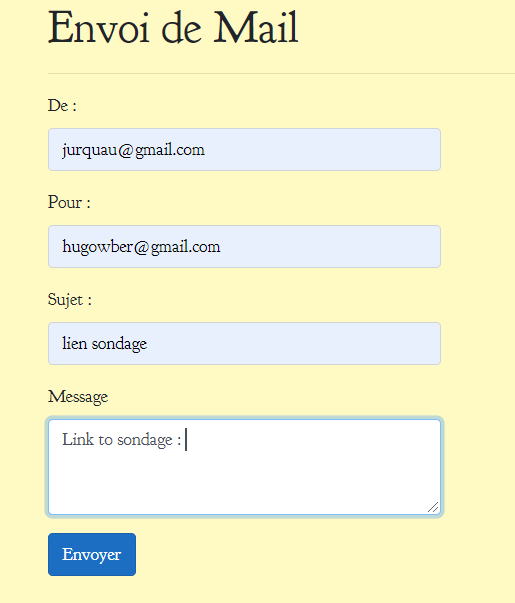 Envoi de Mail
De :
jurquau@gmail.com
Pour :
hugowber@gmail.com
Sujet :
lien sondage
Message
Link to sondage :
Envoyer